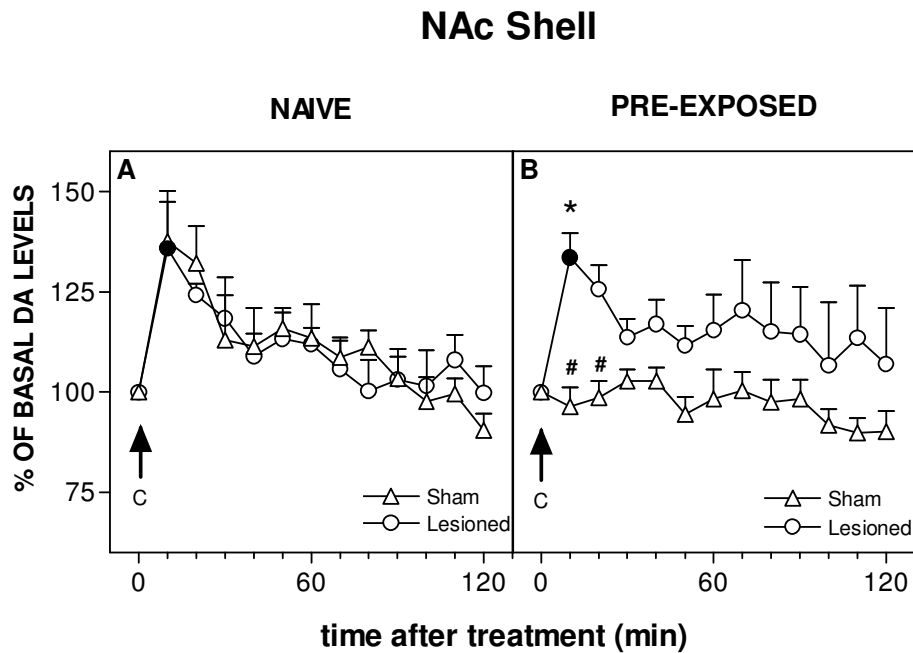 NAc Shell
NAIVE
PRE-EXPOSED
% OF BASAL DA LEVELS
150
125
100
75
A
C
Sham
Lesioned
0
60
120
B
*
#
#
C
Sham
Lesioned
0
60
120
time after treatment (min)